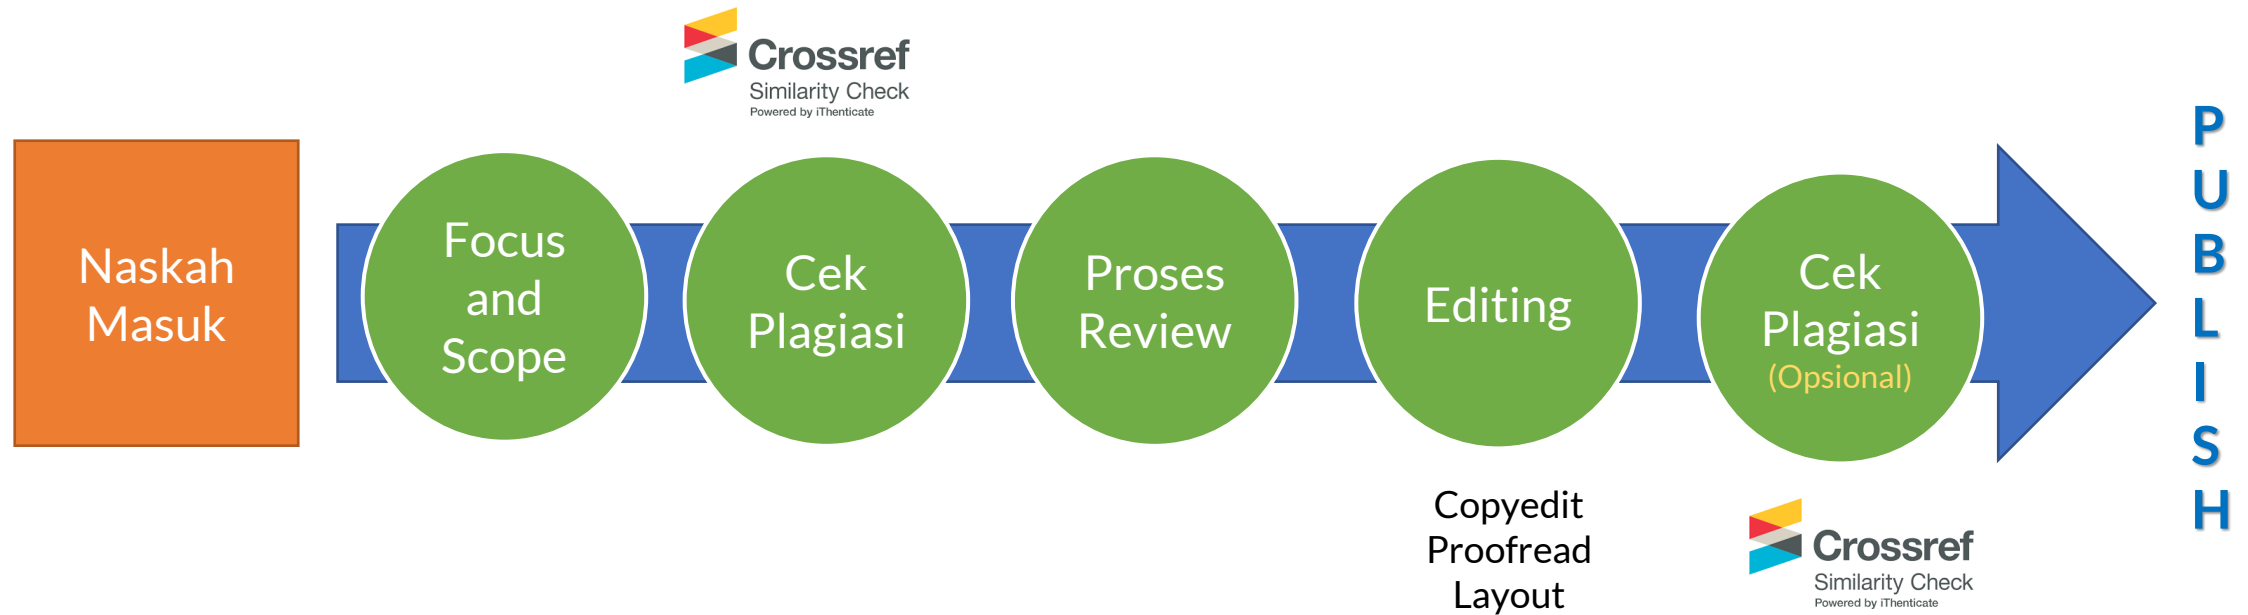 Crossref
Similarity Check
Powered by iThenticate
Naskah
Masuk
Focus
and
Scope
Cek
Plagiasi
Proses
Review
Editing
Copyedit
Proofread
Layout
Cek
Plagiasi
(Opsional)
Crossref
Similarity Check
Powered by iThenticate
P
U
B
L
I
S
H